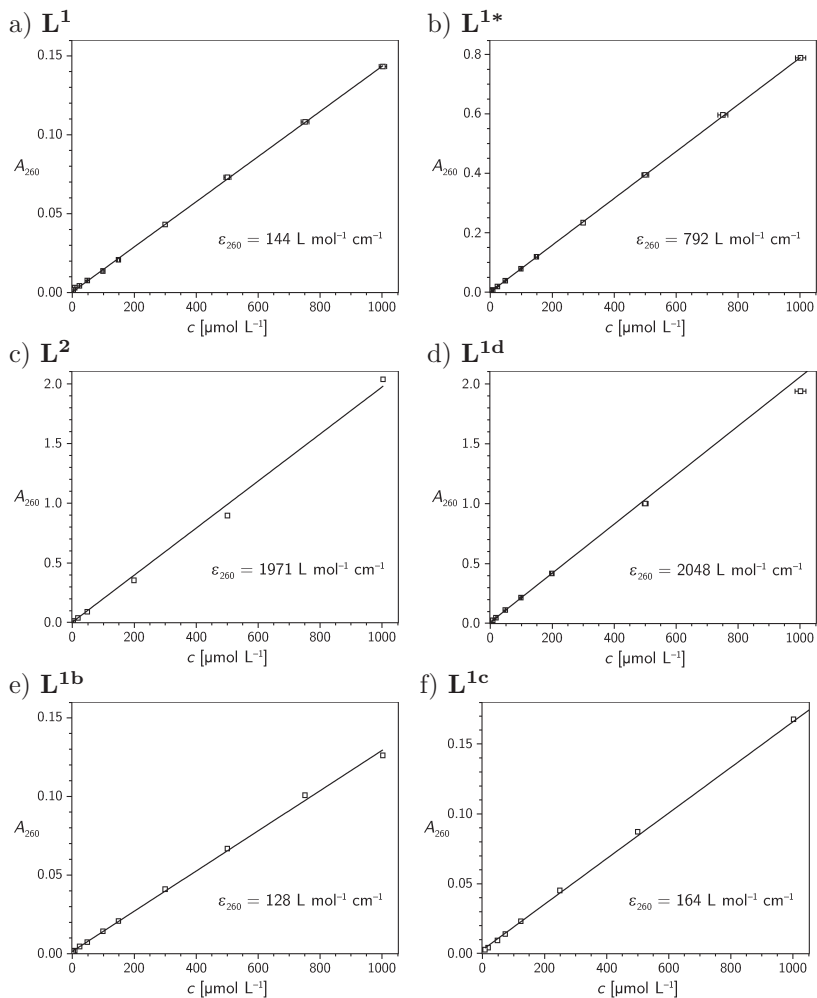 a) L¹
0.15
0.10
A₂₆₀
0.05
0.00
ε₂₆₀ = 144 L mol⁻¹ cm⁻¹
0 200 400 600 800 1000
c [µmol L⁻¹]
b) L¹*
0.8
0.6
A₂₆₀ 0.4
0.2
0.0
ε₂₆₀ = 792 L mol⁻¹ cm⁻¹
0 200 400 600 800 1000
c [µmol L⁻¹]
c) L²
2.0
1.5
A₂₆₀ 1.0
0.5
0.0
ε₂₆₀ = 1971 L mol⁻¹ cm⁻¹
0 200 400 600 800 1000
c [µmol L⁻¹]
d) L¹ᵈ
2.0
1.5
A₂₆₀ 1.0
0.5
0.0
ε₂₆₀ = 2048 L mol⁻¹ cm⁻¹
0 200 400 600 800 1000
c [µmol L⁻¹]
e) L¹ᵇ
0.15
0.10
A₂₆₀
0.05
0.00
ε₂₆₀ = 128 L mol⁻¹ cm⁻¹
0 200 400 600 800 1000
c [µmol L⁻¹]
f) L¹ᶜ
0.15
0.10
A₂₆₀
0.05
0.00
ε₂₆₀ = 164 L mol⁻¹ cm⁻¹
0 200 400 600 800 1000
c [µmol L⁻¹]